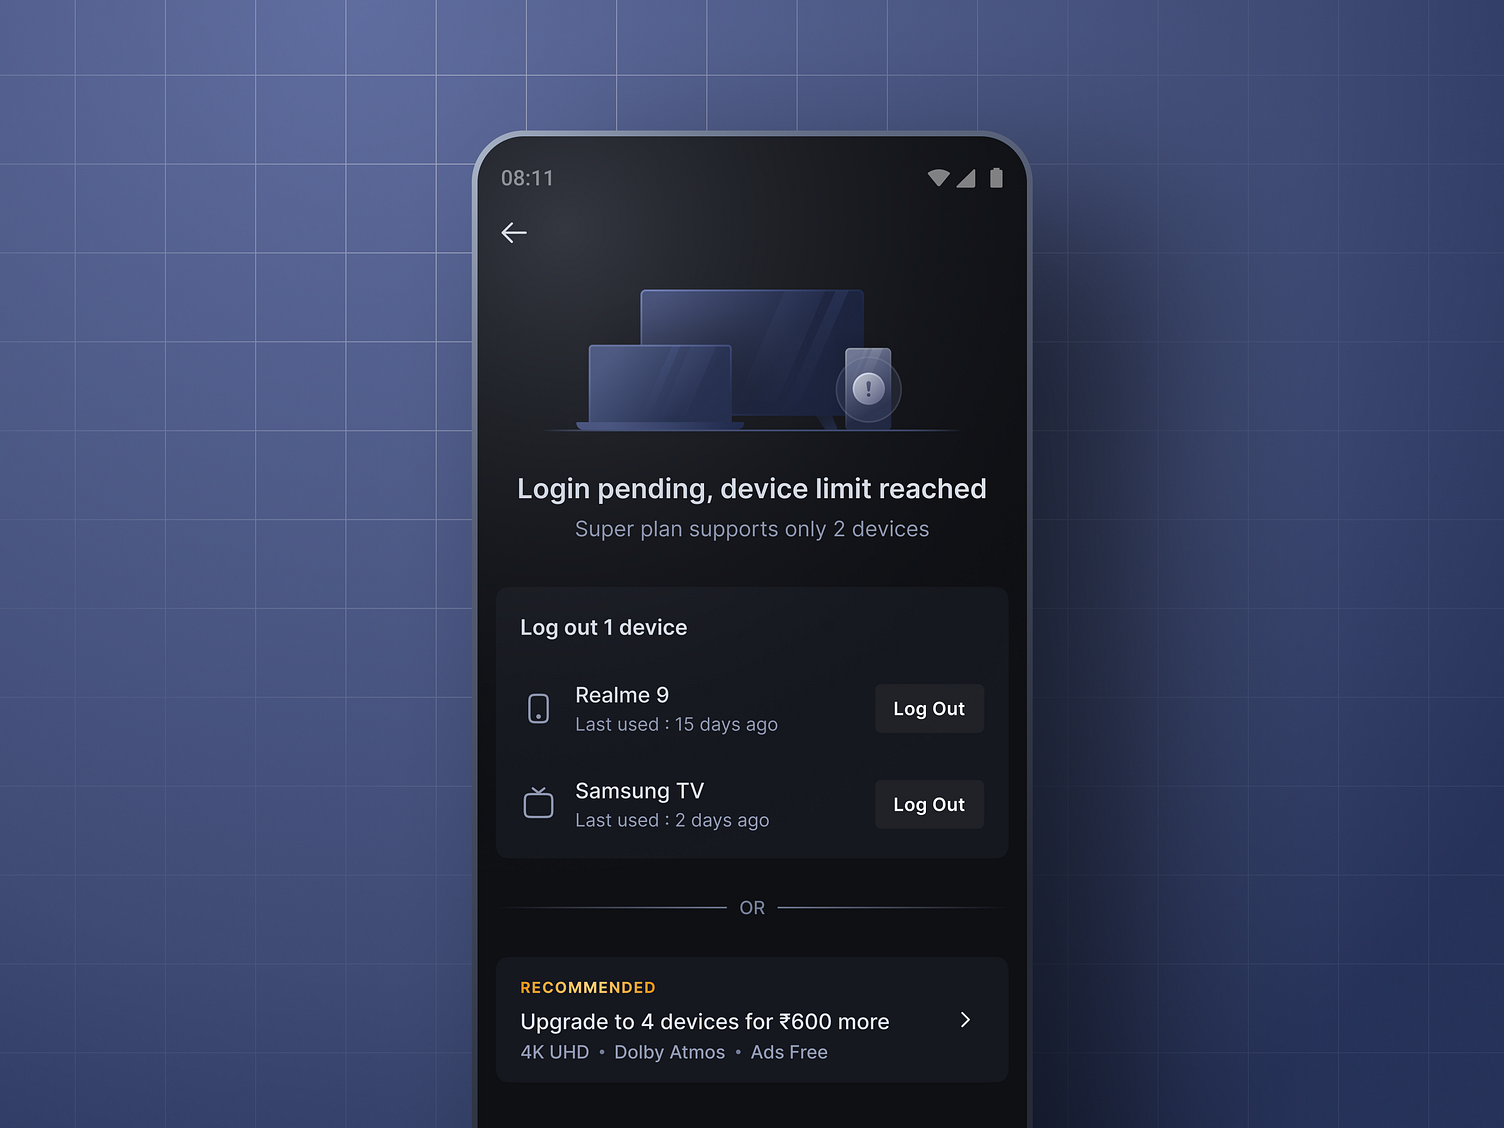 08:11
Login pending, device limit reached
Super plan supports only 2 devices
Log out 1 device
Realme 9
Last used : 15 days ago
Log Out
Samsung TV
Last used : 2 days ago
Log Out
OR
RECOMMENDED
Upgrade to 4 devices for ₹600 more
4K UHD • Dolby Atmos • Ads Free